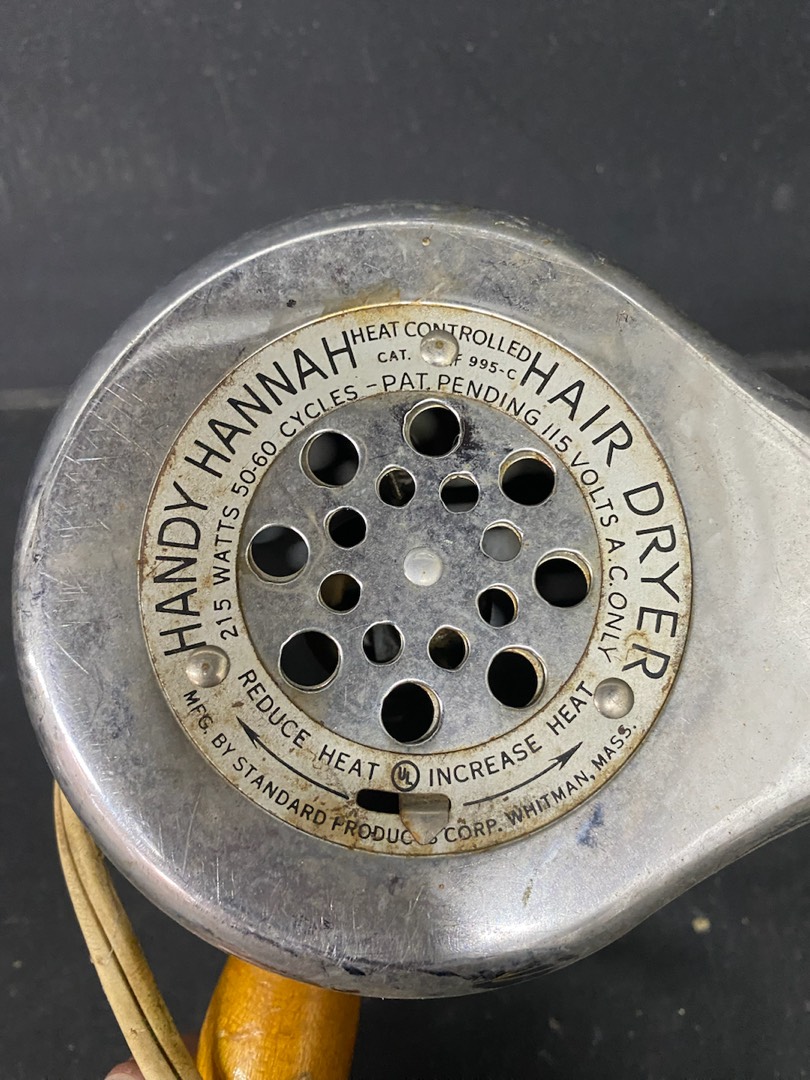 HANDY HANNAH
HEAT CONTROLLED
HAIR DRYER
CAT. 995-C
215 WATTS 50-60 CYCLES - PAT. PENDING 115 VOLTS A.C. ONLY
REDUCE HEAT
UL
INCREASE HEAT
MFG. BY STANDARD PRODUCTS CORP. WHITMAN, MASS.